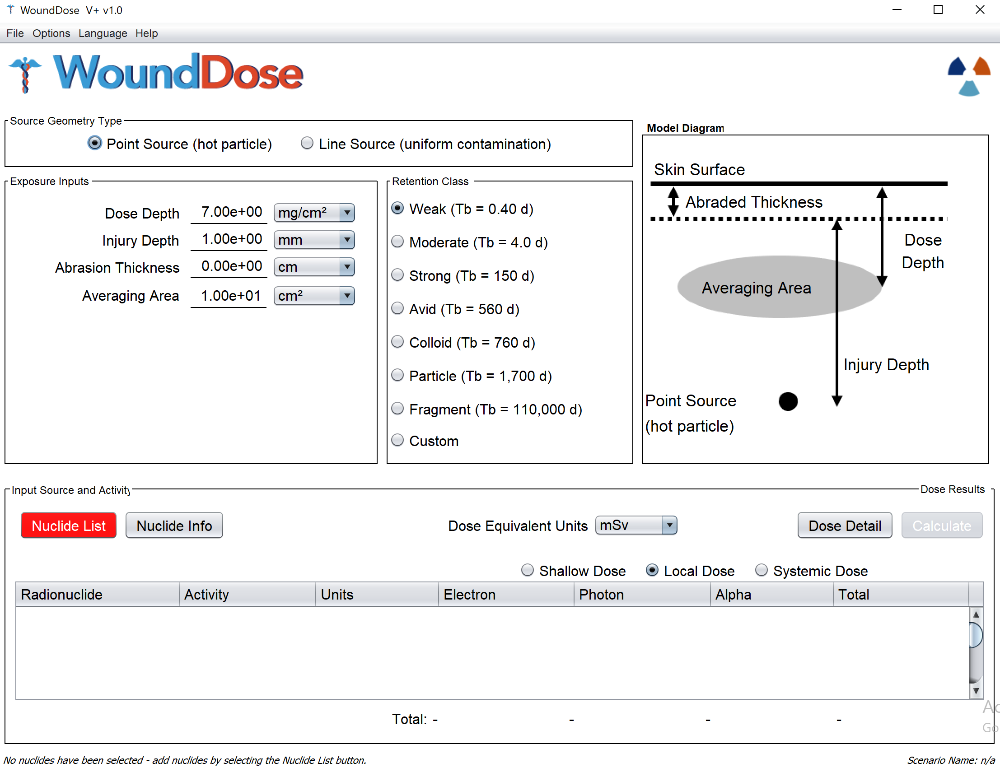 WoundDose V+ v1.0
File Options Language Help
WoundDose
Source Geometry Type
Point Source (hot particle) Line Source (uniform contamination)
Exposure Inputs
Dose Depth 7.00e+00 mg/cm²
Injury Depth 1.00e+00 mm
Abrasion Thickness 0.00e+00 cm
Averaging Area 1.00e+01 cm²
Retention Class
Weak (Tb = 0.40 d)
Moderate (Tb = 4.0 d)
Strong (Tb = 150 d)
Avid (Tb = 560 d)
Colloid (Tb = 760 d)
Particle (Tb = 1,700 d)
Fragment (Tb = 110,000 d)
Custom
Model Diagram
Skin Surface
Abraded Thickness
Dose
Depth
Averaging Area
Injury Depth
Point Source
(hot particle)
Input Source and Activity Dose Results
Nuclide List Nuclide Info Dose Equivalent Units mSv Dose Detail Calculate
Shallow Dose Local Dose Systemic Dose
Radionuclide Activity Units Electron Photon Alpha Total
Total: - - - -
No nuclides have been selected - add nuclides by selecting the Nuclide List button. Scenario Name: n/a